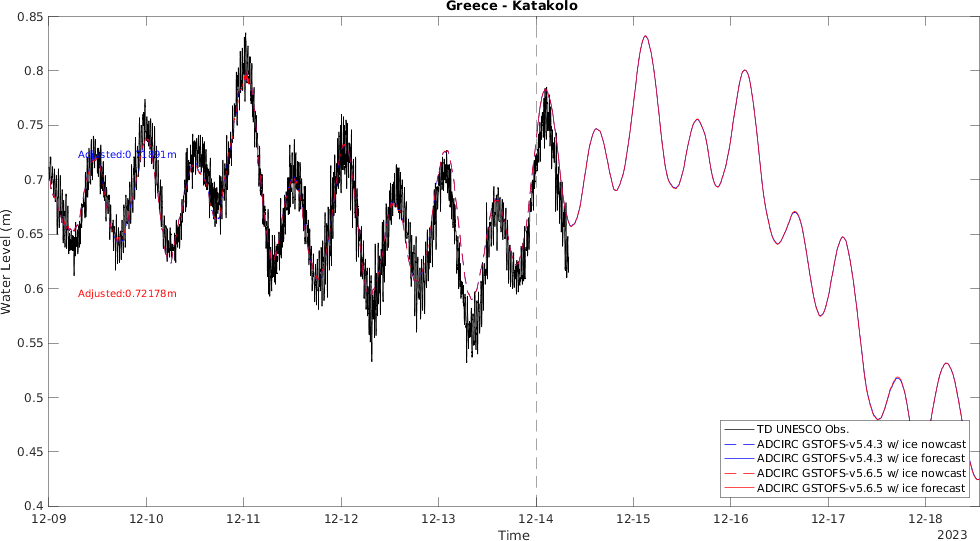 Greece - Katakolo
0.85
0.8
0.75
0.7
0.65
0.6
0.55
0.5
0.45
0.4
Water Level (m)
Adjusted:0.72178m
TD UNESCO Obs.
ADCIRC GSTOFS-v5.4.3 w/ ice nowcast
ADCIRC GSTOFS-v5.4.3 w/ ice forecast
ADCIRC GSTOFS-v5.6.5 w/ ice nowcast
ADCIRC GSTOFS-v5.6.5 w/ ice forecast
12-09 12-10 12-11 12-12 12-13 12-14 12-15 12-16 12-17 12-18
Time
2023